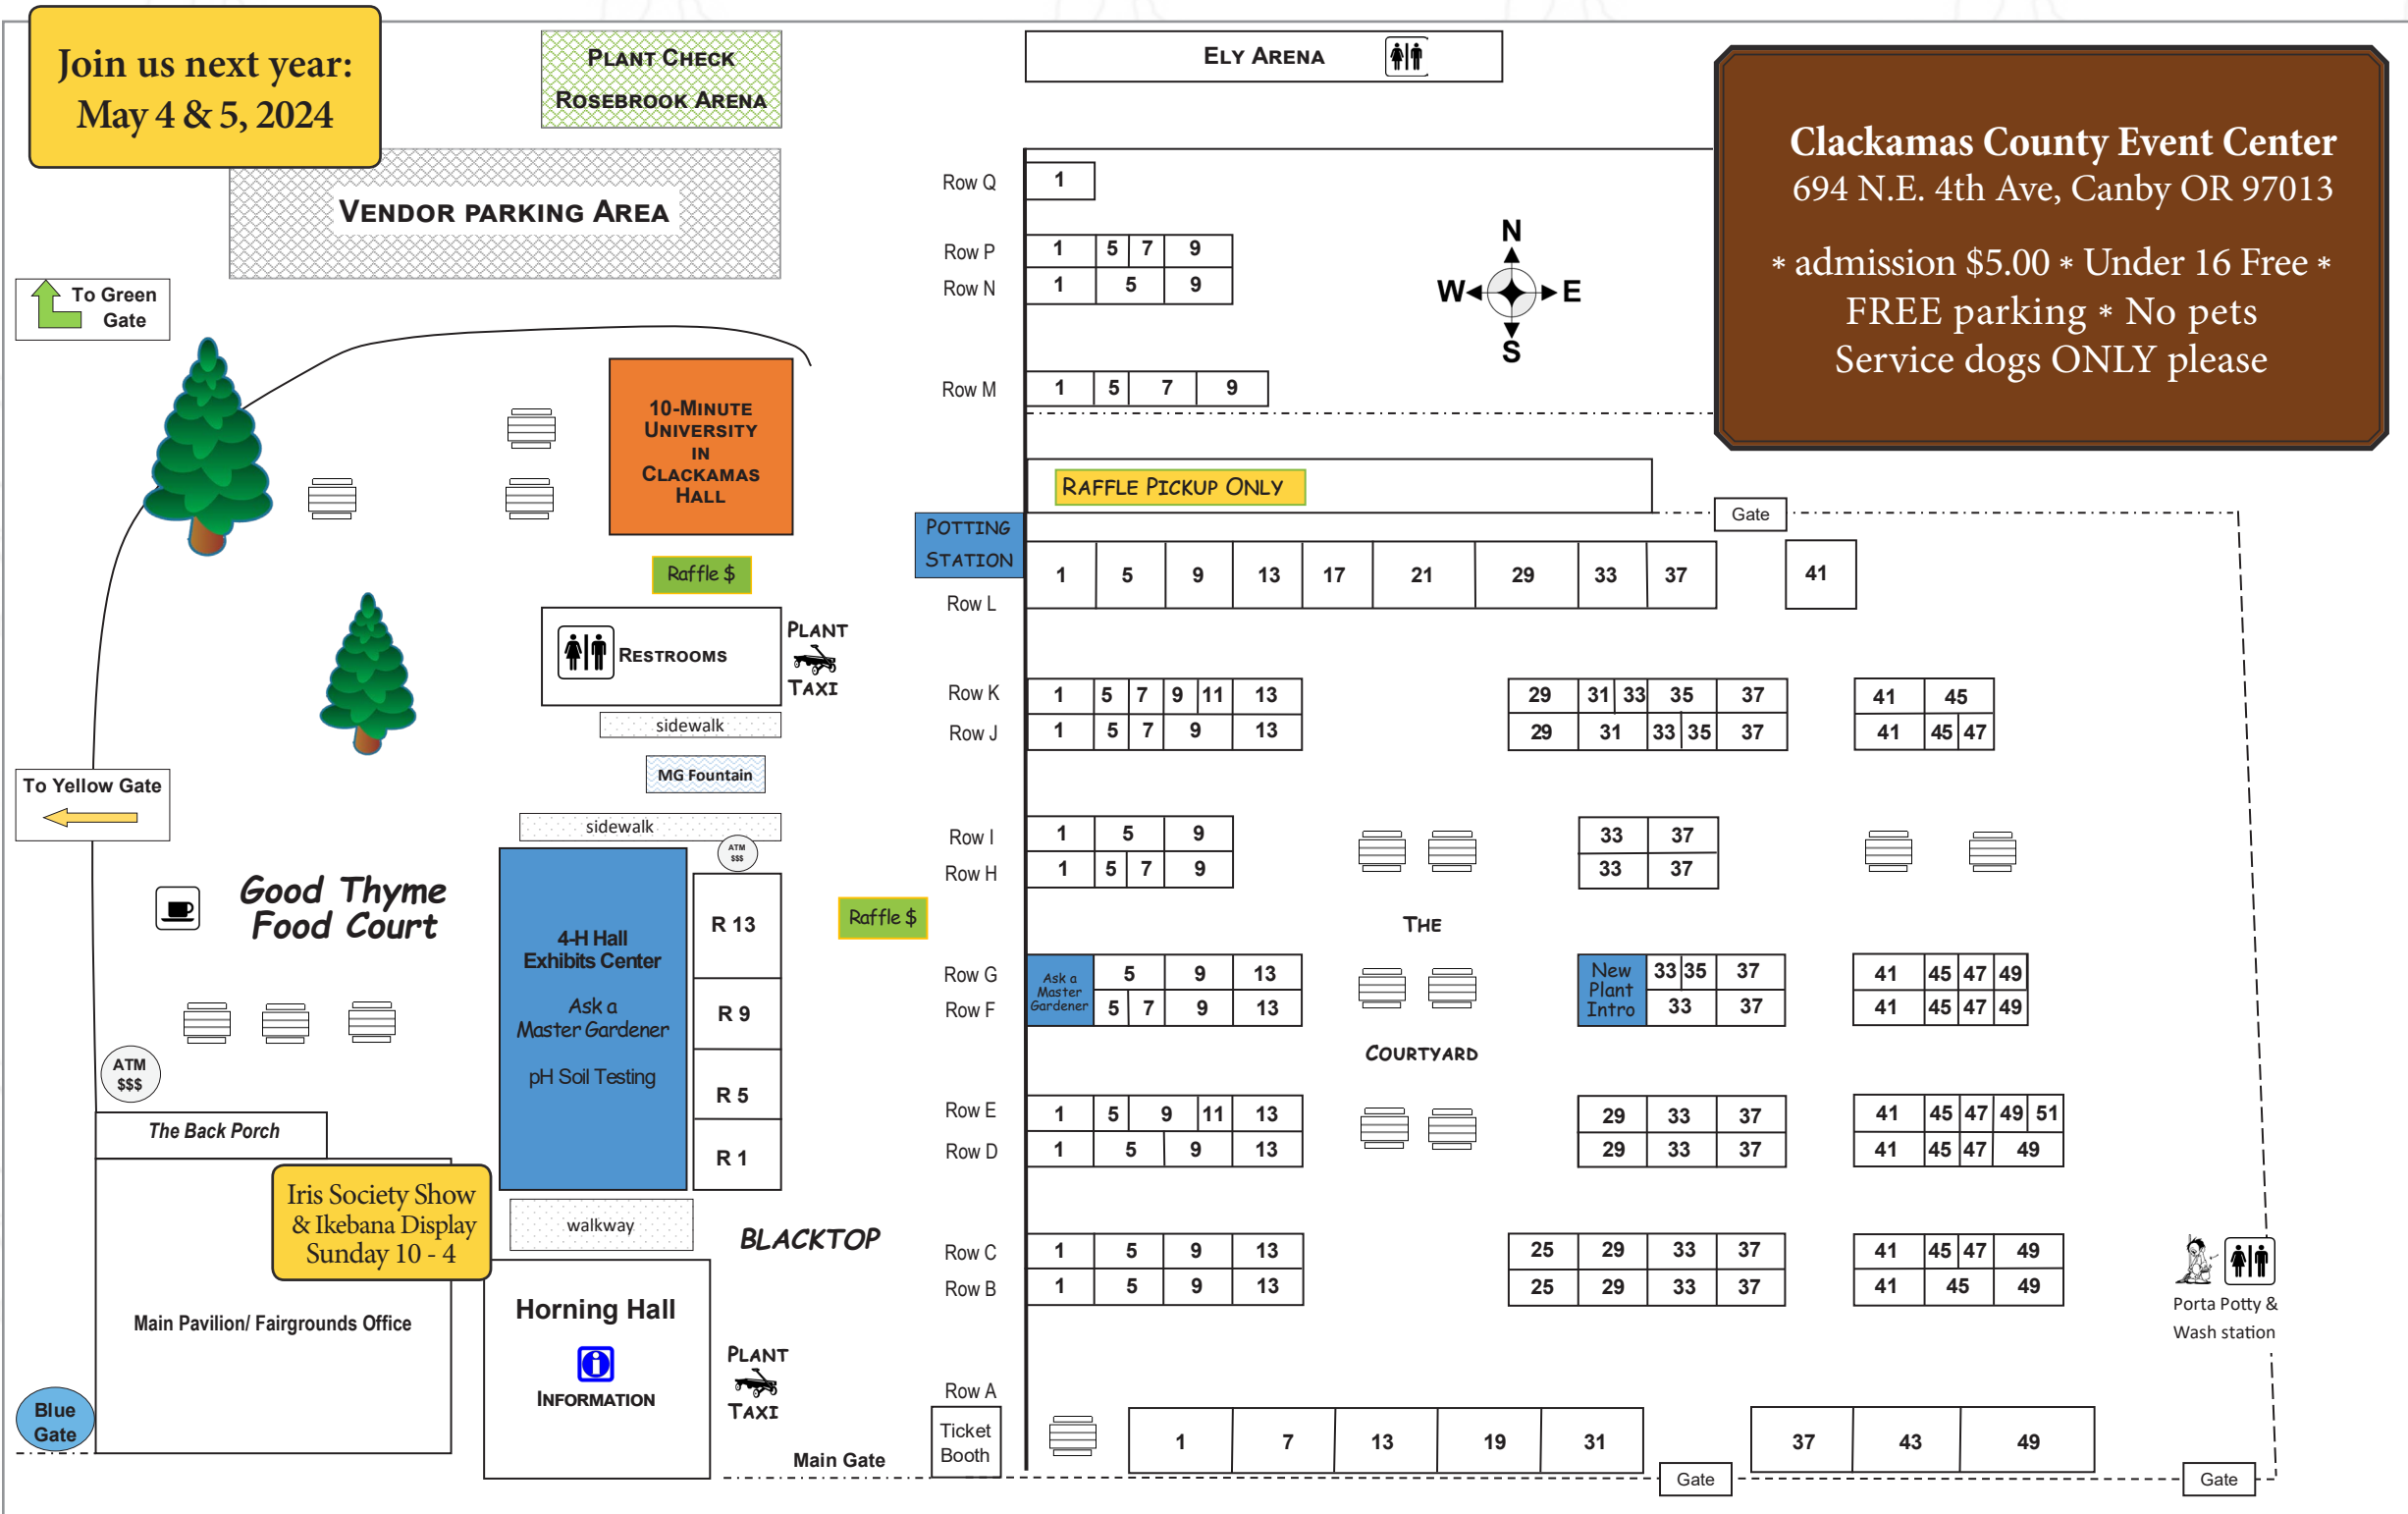 Join us next year:
May 4 & 5, 2024
PLANT CHECK
ROSEBROOK ARENA
ELY ARENA
Clackamas County Event Center
694 N.E. 4th Ave, Canby OR 97013
* admission $5.00 * Under 16 Free *
FREE parking * No pets
Service dogs ONLY please
VENDOR PARKING AREA
To Green
Gate
Row Q 1
Row P 1 5 7 9
Row N 1 5 9
N
W E
S
Row M 1 5 7 9
10-MINUTE
UNIVERSITY
IN
CLACKAMAS
HALL
RAFFLE PICKUP ONLY
Gate
POTTING
STATION
Raffle $
Row L 1 5 9 13 17 21 29 33 37 41
RESTROOMS
PLANT
TAXI
Row K 1 5 7 9 11 13 29 31 33 35 37 41 45
Row J 1 5 7 9 13 29 31 33 35 37 41 45 47
sidewalk
MG Fountain
To Yellow Gate
sidewalk
ATM
$$$
Row I 1 5 9 33 37
Row H 1 5 7 9 33 37
Good Thyme
Food Court
4-H Hall
Exhibits Center
Ask a
Master Gardener
pH Soil Testing
R 13
R 9
R 5
R 1
Raffle $
THE
Row G 5 9 13 33 35 37 41 45 47 49
Row F 5 7 9 13 33 37 41 45 47 49
Ask a
Master
Gardener
New
Plant
Intro
COURTYARD
ATM
$$$
The Back Porch
Row E 1 5 9 11 13 29 33 37 41 45 47 49 51
Row D 1 5 9 13 29 33 37 41 45 47 49
Iris Society Show
& Ikebana Display
Sunday 10 - 4
walkway
BLACKTOP
Row C 1 5 9 13 25 29 33 37 41 45 47 49
Row B 1 5 9 13 25 29 33 37 41 45 49
Porta Potty &
Wash station
Main Pavilion/ Fairgrounds Office
Horning Hall
i
INFORMATION
PLANT
TAXI
Blue
Gate
Row A 1 7 13 19 31 37 43 49
Ticket
Booth
Main Gate
Gate
Gate